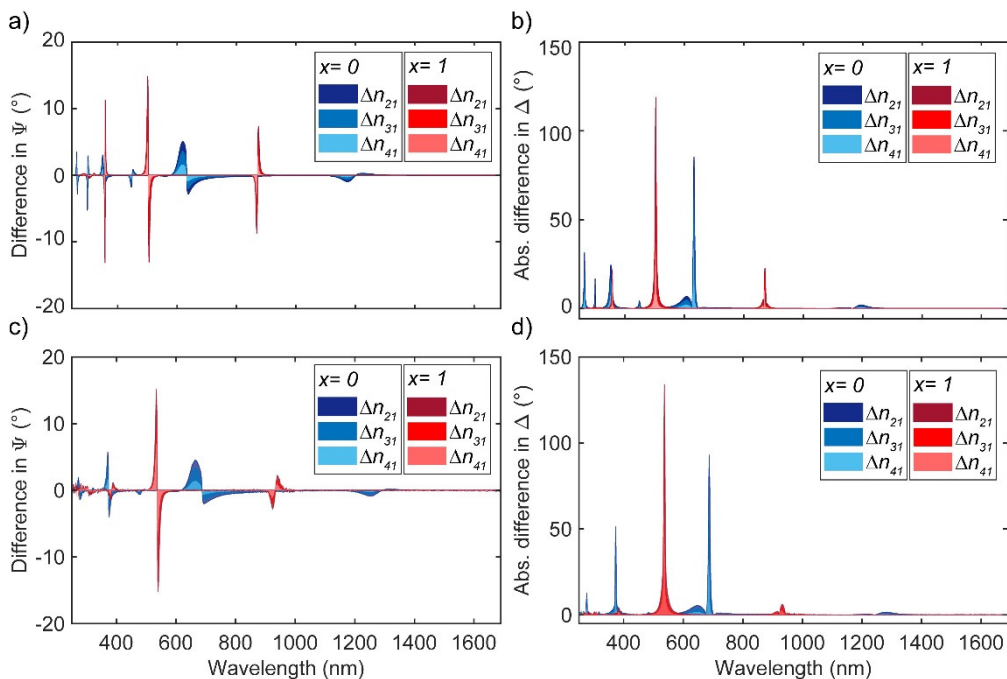 a)
Difference in Ψ (°)
20
10
0
-10
-20
x= 0
x= 1
Δn21
Δn21
Δn31
Δn31
Δn41
Δn41
b)
Abs. difference in Δ (°)
150
100
50
0
x= 0
x= 1
Δn21
Δn21
Δn31
Δn31
Δn41
Δn41
c)
Difference in Ψ (°)
20
10
0
-10
-20
x= 0
x= 1
Δn21
Δn21
Δn31
Δn31
Δn41
Δn41
400 600 800 1000 1200 1400 1600
Wavelength (nm)
d)
Abs. difference in Δ (°)
150
100
50
0
x= 0
x= 1
Δn21
Δn21
Δn31
Δn31
Δn41
Δn41
400 600 800 1000 1200 1400 1600
Wavelength (nm)